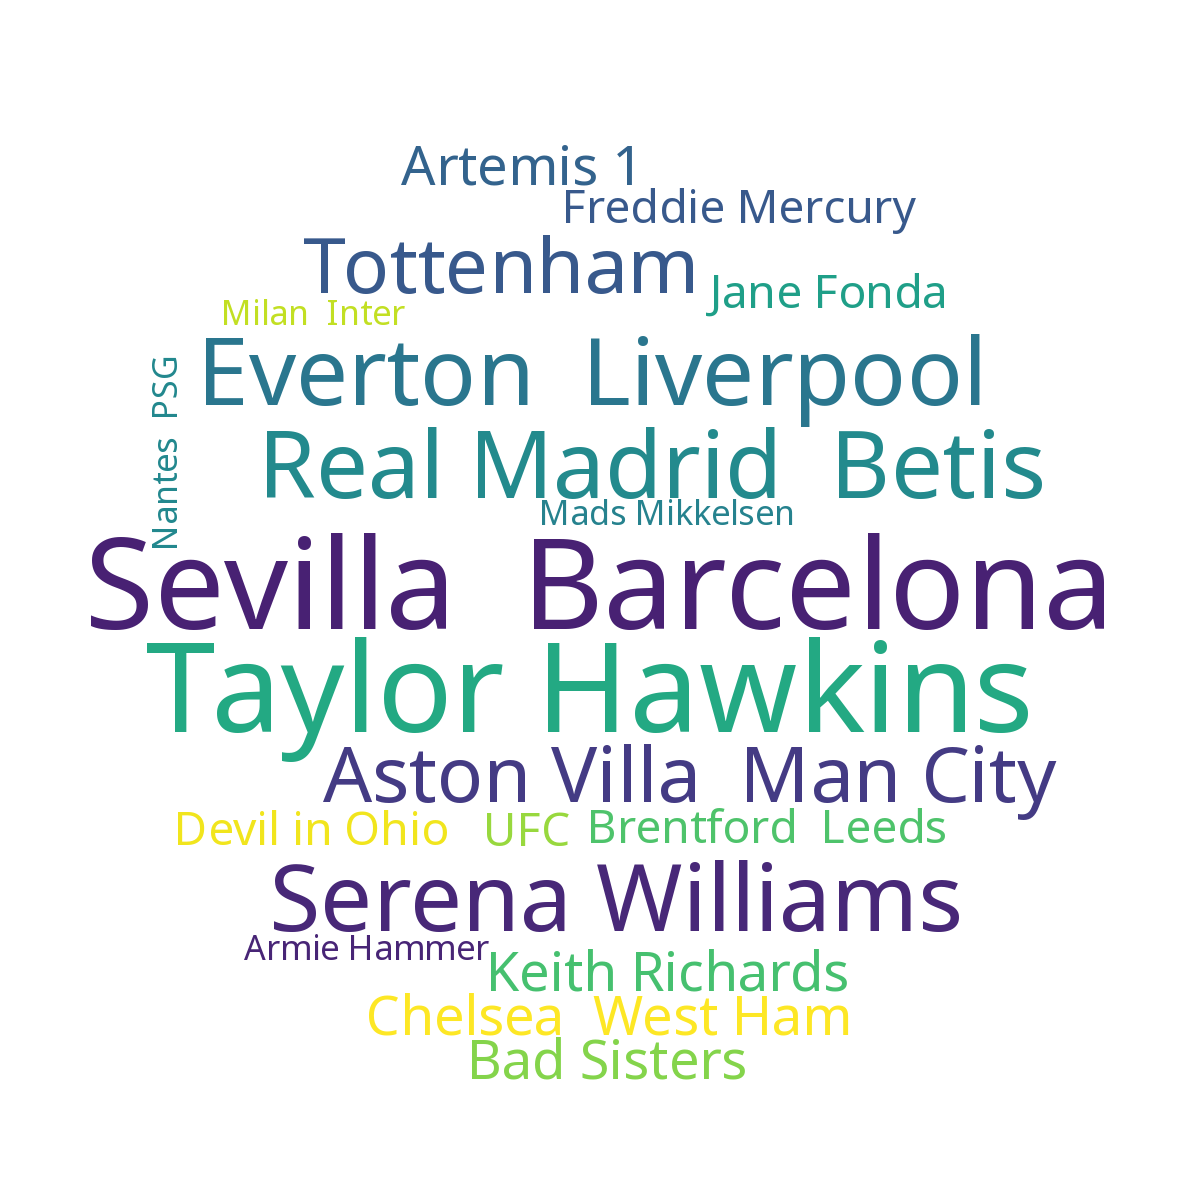 Artemis 1
Freddie Mercury
Tottenham
Jane Fonda
Milan  Inter
Everton  Liverpool
Nantes  PSG
Real Madrid  Betis
Mads Mikkelsen
Sevilla  Barcelona
Taylor Hawkins
Aston Villa  Man City
Devil in Ohio
UFC
Brentford  Leeds
Serena Williams
Armie Hammer
Keith Richards
Chelsea  West Ham
Bad Sisters